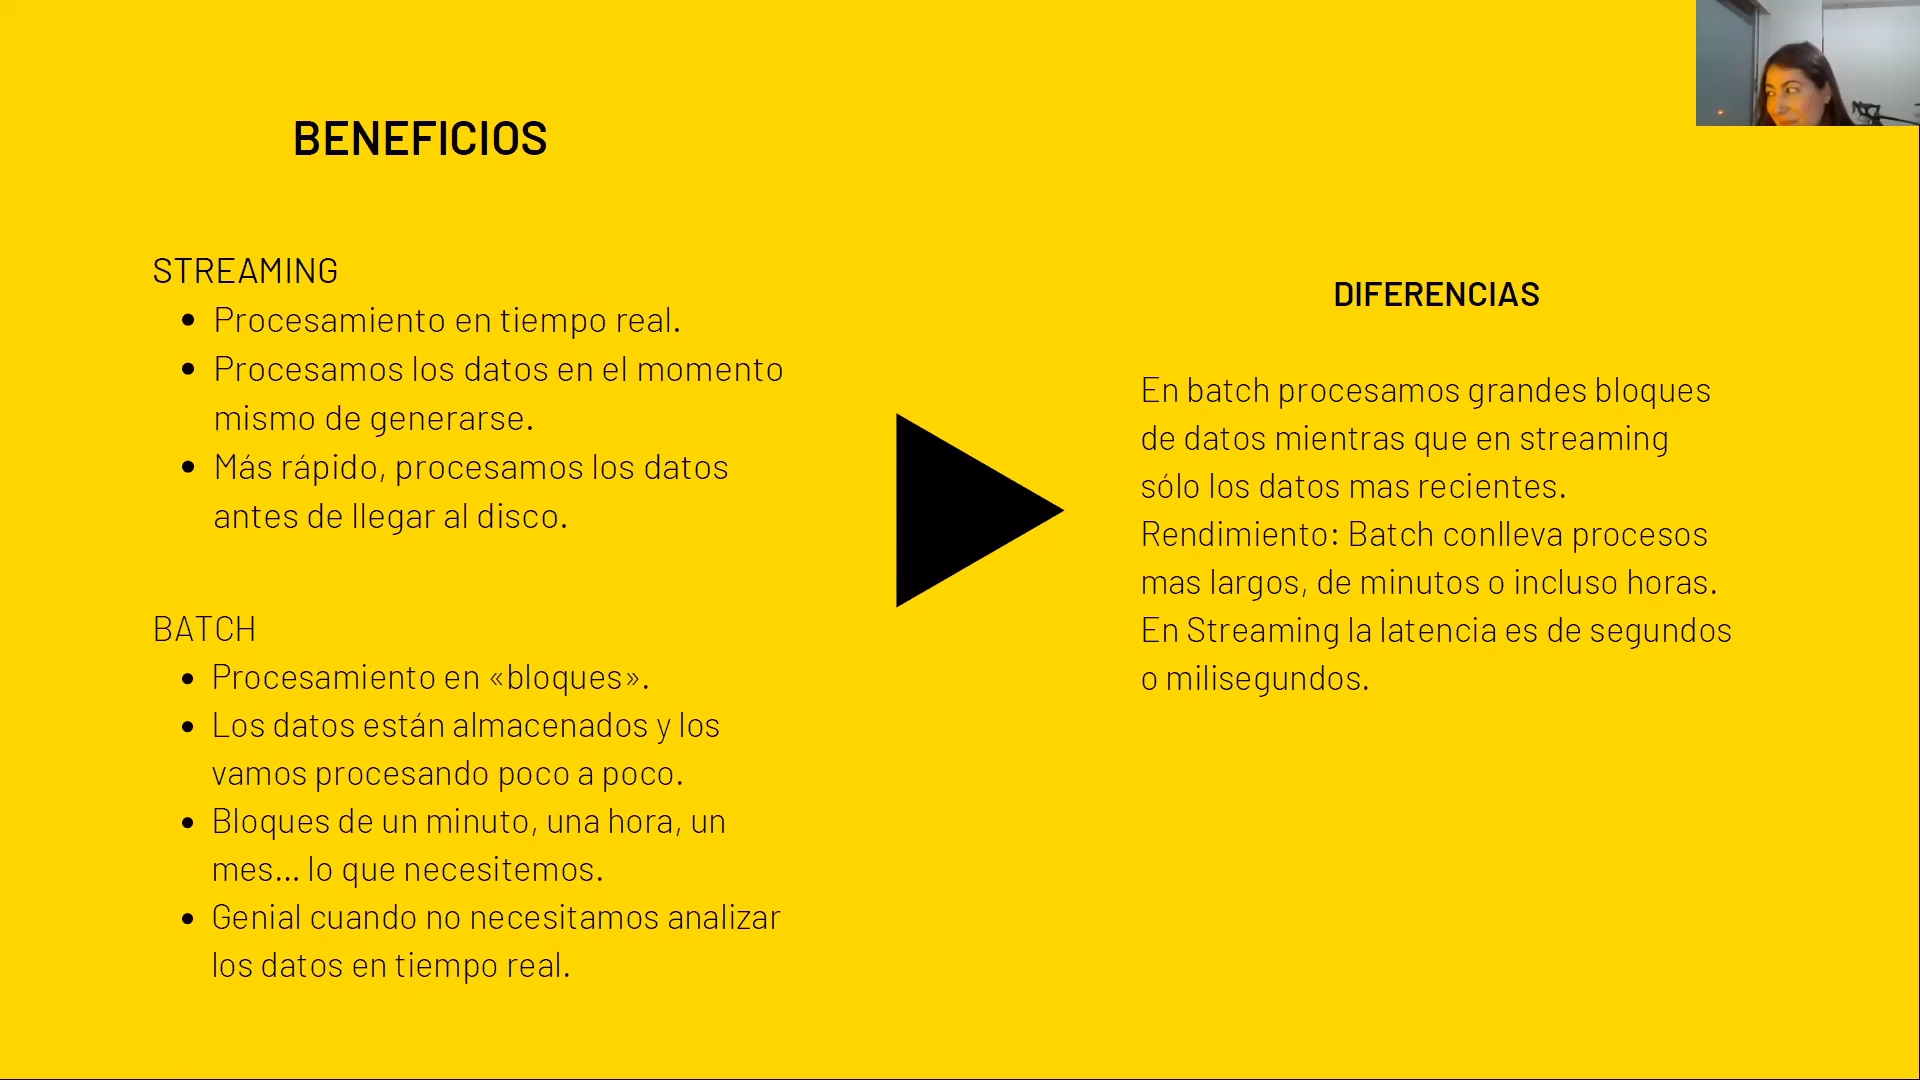 BENEFICIOS
STREAMING
• Procesamiento en tiempo real.
• Procesamos los datos en el momento
mismo de generarse.
• Más rápido, procesamos los datos
antes de llegar al disco.
BATCH
• Procesamiento en «bloques».
• Los datos están almacenados y los
vamos procesando poco a poco.
• Bloques de un minuto, una hora, un
mes... lo que necesitemos.
• Genial cuando no necesitamos analizar
los datos en tiempo real.
DIFERENCIAS
En batch procesamos grandes bloques
de datos mientras que en streaming
sólo los datos mas recientes.
Rendimiento: Batch conlleva procesos
mas largos, de minutos o incluso horas.
En Streaming la latencia es de segundos
o milisegundos.